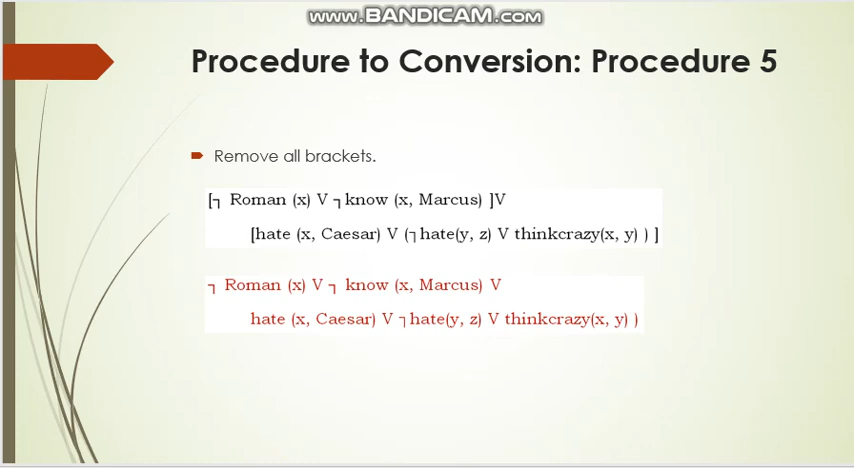 www.BANDICAM.com
Procedure to Conversion: Procedure 5
Remove all brackets.
[┐ Roman (x) V ┐know (x, Marcus) ]V
[hate (x, Caesar) V (┐hate(y, z) V thinkcrazy(x, y) ) ]
┐ Roman (x) V ┐ know (x, Marcus) V
hate (x, Caesar) V ┐hate(y, z) V thinkcrazy(x, y) )